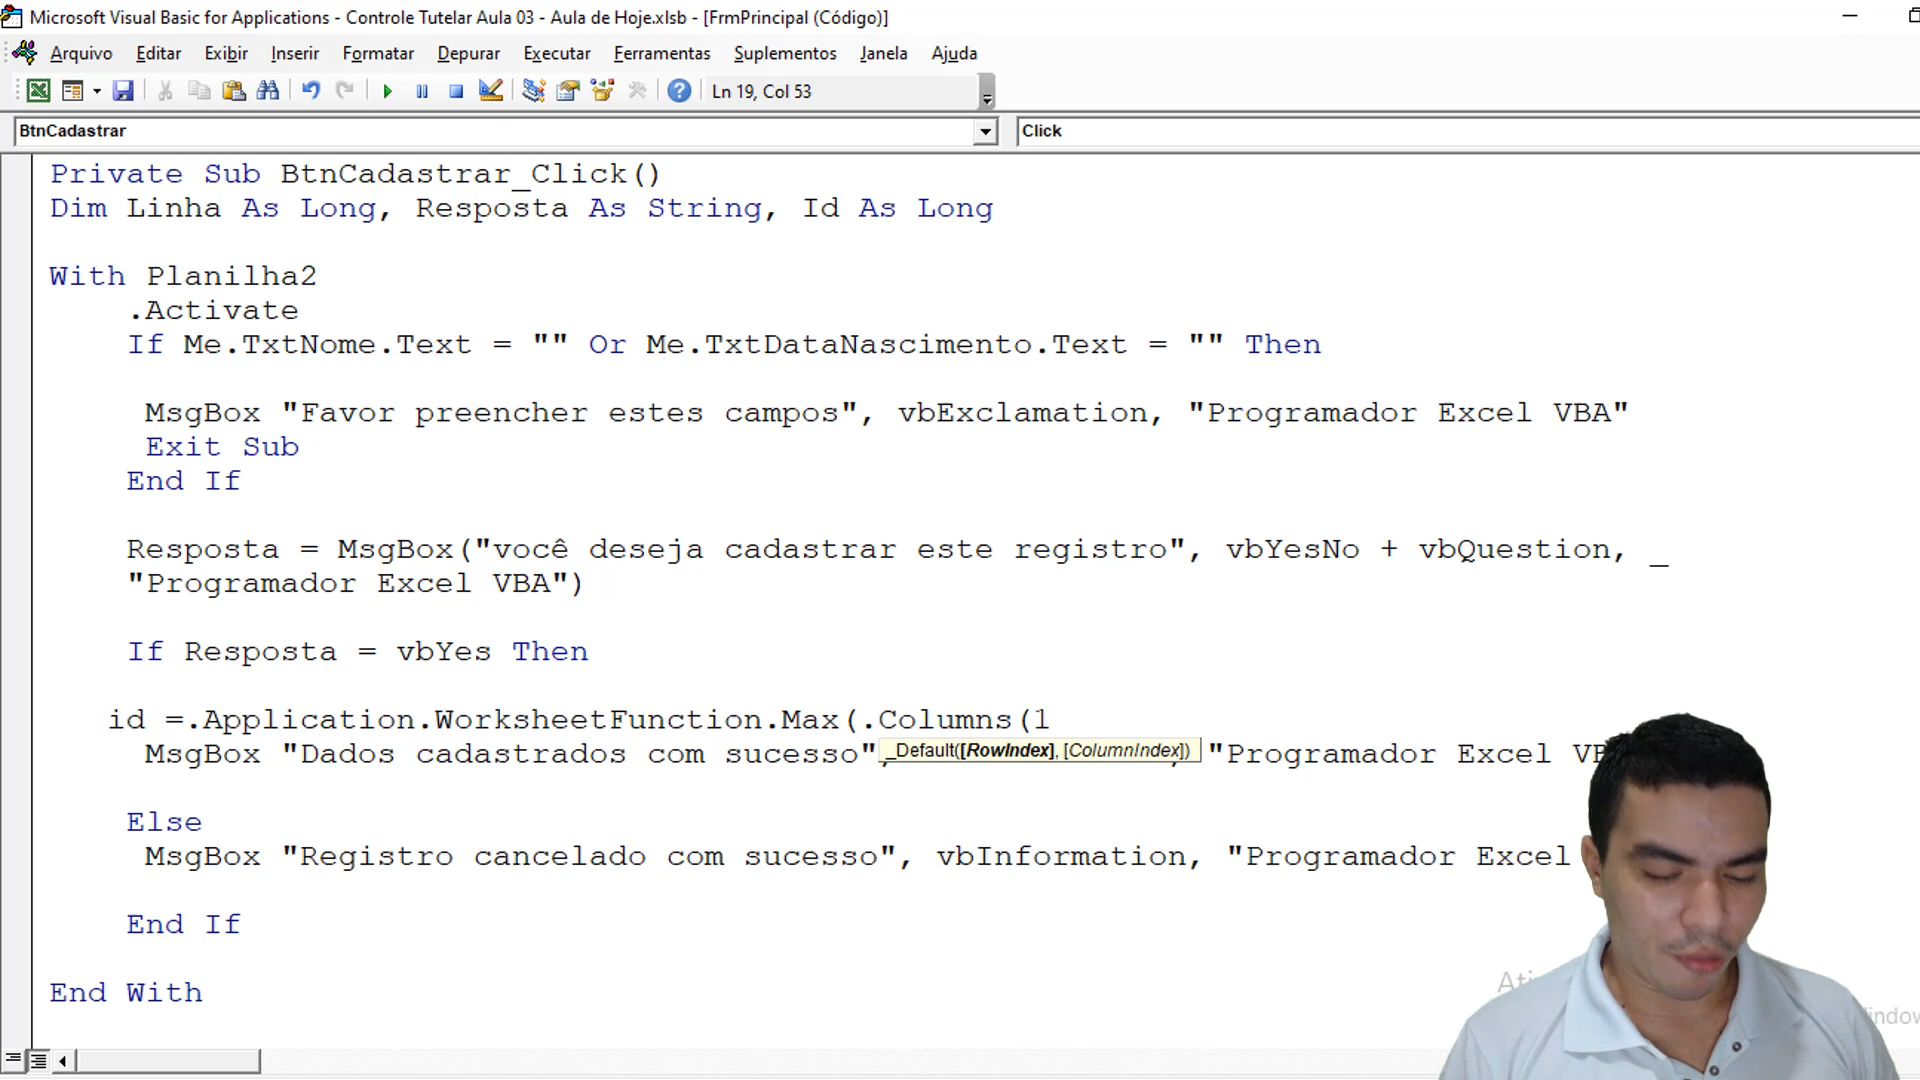 Microsoft Visual Basic for Applications - Controle Tutelar Aula 03 - Aula de Hoje.xlsb - [FrmPrincipal (Código)]
Arquivo Editar Exibir Inserir Formatar Depurar Executar Ferramentas Suplementos Janela Ajuda
Ln 19, Col 53
BtnCadastrar Click
Private Sub BtnCadastrar_Click()
Dim Linha As Long, Resposta As String, Id As Long
With Planilha2
.Activate
If Me.TxtNome.Text = "" Or Me.TxtDataNascimento.Text = "" Then
MsgBox "Favor preencher estes campos", vbExclamation, "Programador Excel VBA"
Exit Sub
End If
Resposta = MsgBox("você deseja cadastrar este registro", vbYesNo + vbQuestion, _
"Programador Excel VBA")
If Resposta = vbYes Then
id =.Application.WorksheetFunction.Max(.Columns(1
_Default([RowIndex], [ColumnIndex])
MsgBox "Dados cadastrados com sucesso", "Programador Excel
Else
MsgBox "Registro cancelado com sucesso", vbInformation, "Programador Excel
End If
End With